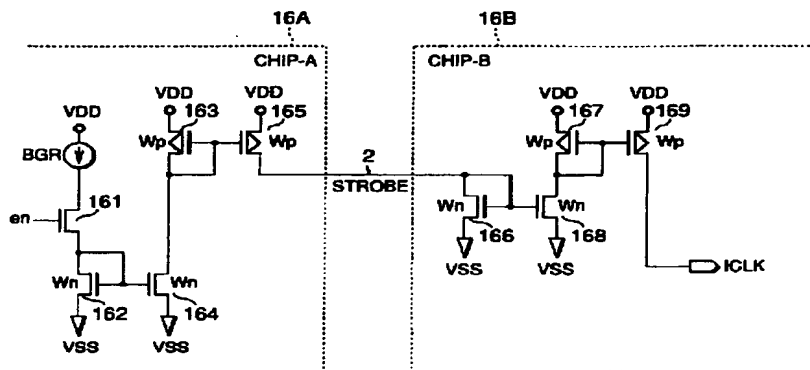 16A
16B
CHIP-A
CHIP-B
VDD
163
VDD
165
VDD
167
VDD
169
VDD
Wp
Wp
Wp
Wp
BGR
2
STROBE
161
en
Wn
166
Wn
168
Wn
162
Wn
164
VSS
VSS
ICLK
VSS
VSS